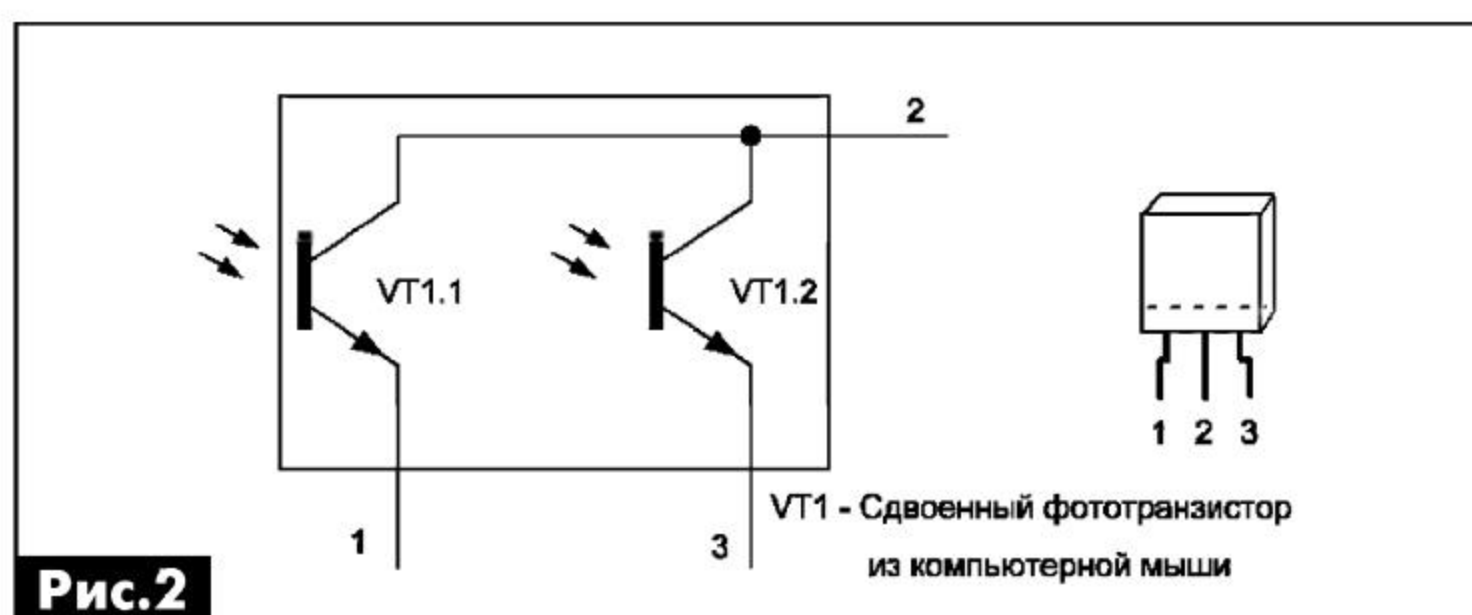 2
VT1.1
VT1.2
1 2 3
1
3
VT1 - Сдвоенный фототранзистор
из компьютерной мыши
Рис.2